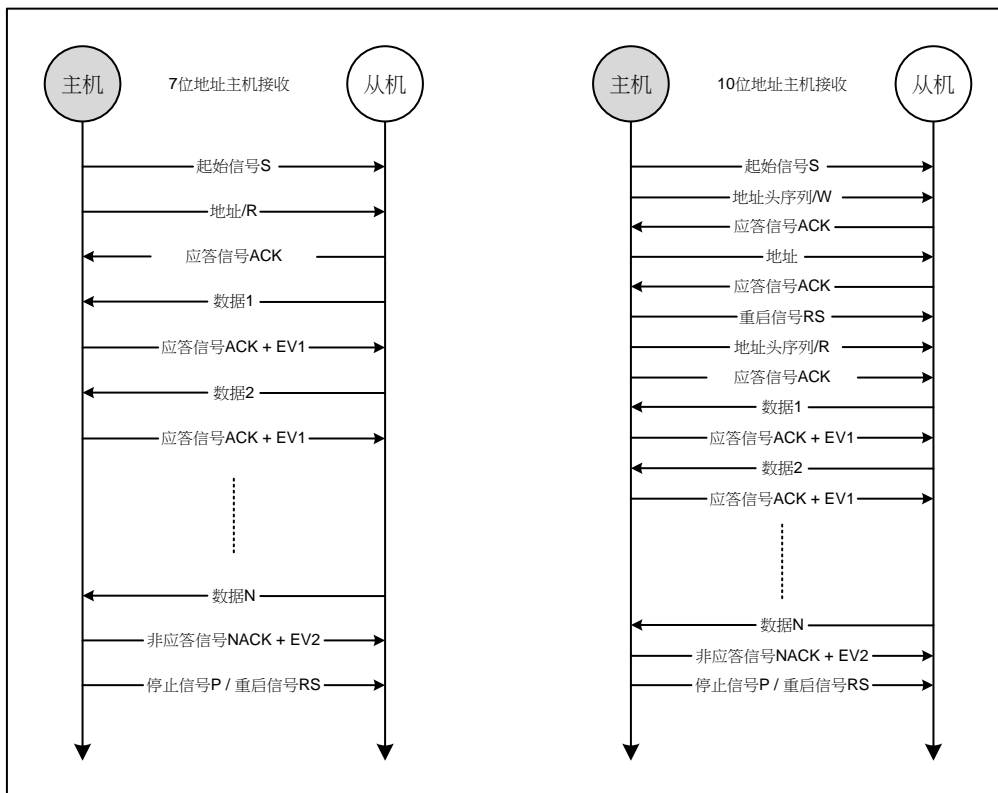 主机
7位地址主机接收
从机
起始信号S
地址/R
应答信号ACK
数据1
应答信号ACK + EV1
数据2
应答信号ACK + EV1
数据N
非应答信号NACK + EV2
停止信号P / 重启信号RS
主机
10位地址主机接收
从机
起始信号S
地址头序列/W
应答信号ACK
地址
应答信号ACK
重启信号RS
地址头序列/R
应答信号ACK
数据1
应答信号ACK + EV1
数据2
应答信号ACK + EV1
数据N
非应答信号NACK + EV2
停止信号P / 重启信号RS